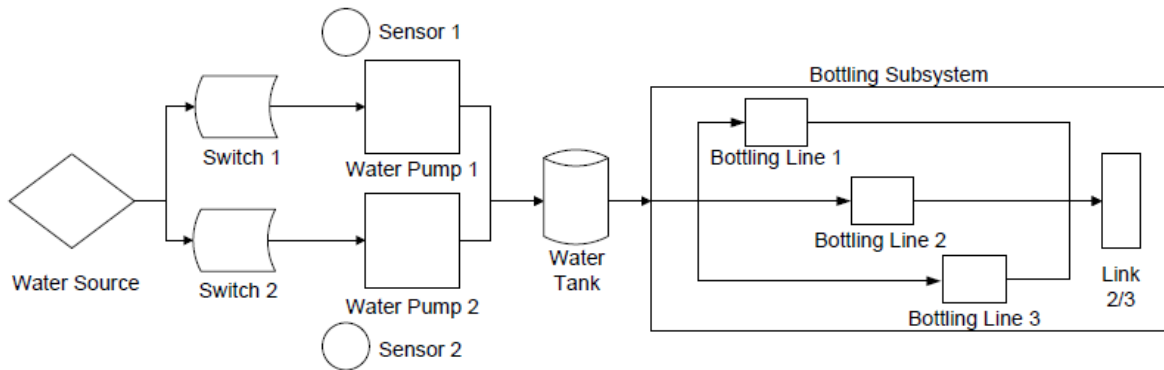 Sensor 1
Bottling Subsystem
Switch 1
Water Pump 1
Bottling Line 1
Water Source
Switch 2
Water Pump 2
Sensor 2
Water
Tank
Bottling Line 2
Bottling Line 3
Link
2/3